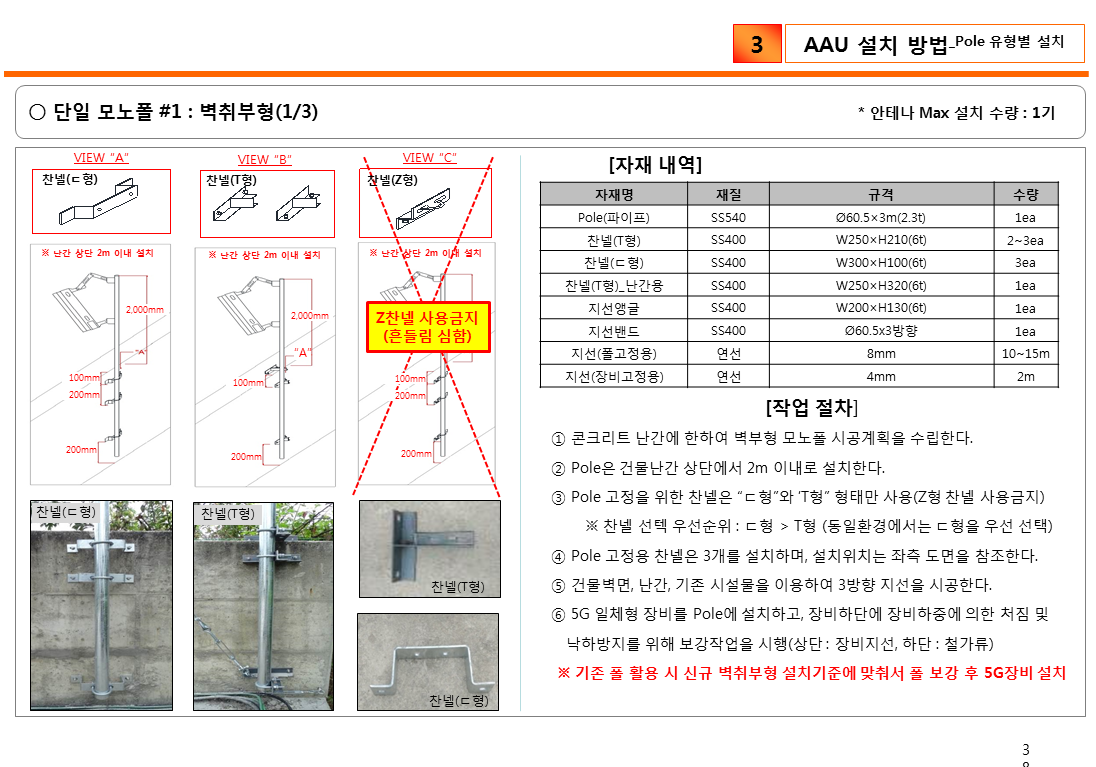 3
AAU 설치 방법_Pole 유형별 설치
○ 단일 모노폴 #1 : 벽취부형(1/3)
* 안테나 Max 설치 수량 : 1기
VIEW "A"
찬넬(ㄷ형)
※ 난간 상단 2m 이내 설치
2,000mm
"A"
100mm
200mm
200mm
찬넬(ㄷ형)
VIEW "B"
찬넬(T형)
※ 난간 상단 2m 이내 설치
2,000mm
"A"
100mm
200mm
찬넬(T형)
VIEW "C"
찬넬(Z형)
※ 난간 상단 2m 이내 설치
Z찬넬 사용금지
(흔들림 심함)
100mm
200mm
200mm
찬넬(T형)
찬넬(ㄷ형)
[자재 내역]
자재명 재질 규격 수량
Pole(파이프) SS540 Ø60.5×3m(2.3t) 1ea
찬넬(T형) SS400 W250×H210(6t) 2~3ea
찬넬(ㄷ형) SS400 W300×H100(6t) 3ea
찬넬(T형)_난간용 SS400 W250×H320(6t) 1ea
지선앵글 SS400 W200×H130(6t) 1ea
지선밴드 SS400 Ø60.5x3방향 1ea
지선(폴고정용) 연선 8mm 10~15m
지선(장비고정용) 연선 4mm 2m
[작업 절차]
① 콘크리트 난간에 한하여 벽부형 모노폴 시공계획을 수립한다.
② Pole은 건물난간 상단에서 2m 이내로 설치한다.
③ Pole 고정을 위한 찬넬은 "ㄷ형"와 'T형" 형태만 사용(Z형 찬넬 사용금지)
※ 찬넬 선텍 우선순위 : ㄷ형 > T형 (동일환경에서는 ㄷ형을 우선 선택)
④ Pole 고정용 찬넬은 3개를 설치하며, 설치위치는 좌측 도면을 참조한다.
⑤ 건물벽면, 난간, 기존 시설물을 이용하여 3방향 지선을 시공한다.
⑥ 5G 일체형 장비를 Pole에 설치하고, 장비하단에 장비하중에 의한 처짐 및
낙하방지를 위해 보강작업을 시행(상단 : 장비지선, 하단 : 철가류)
※ 기존 폴 활용 시 신규 벽취부형 설치기준에 맞춰서 폴 보강 후 5G장비 설치
3